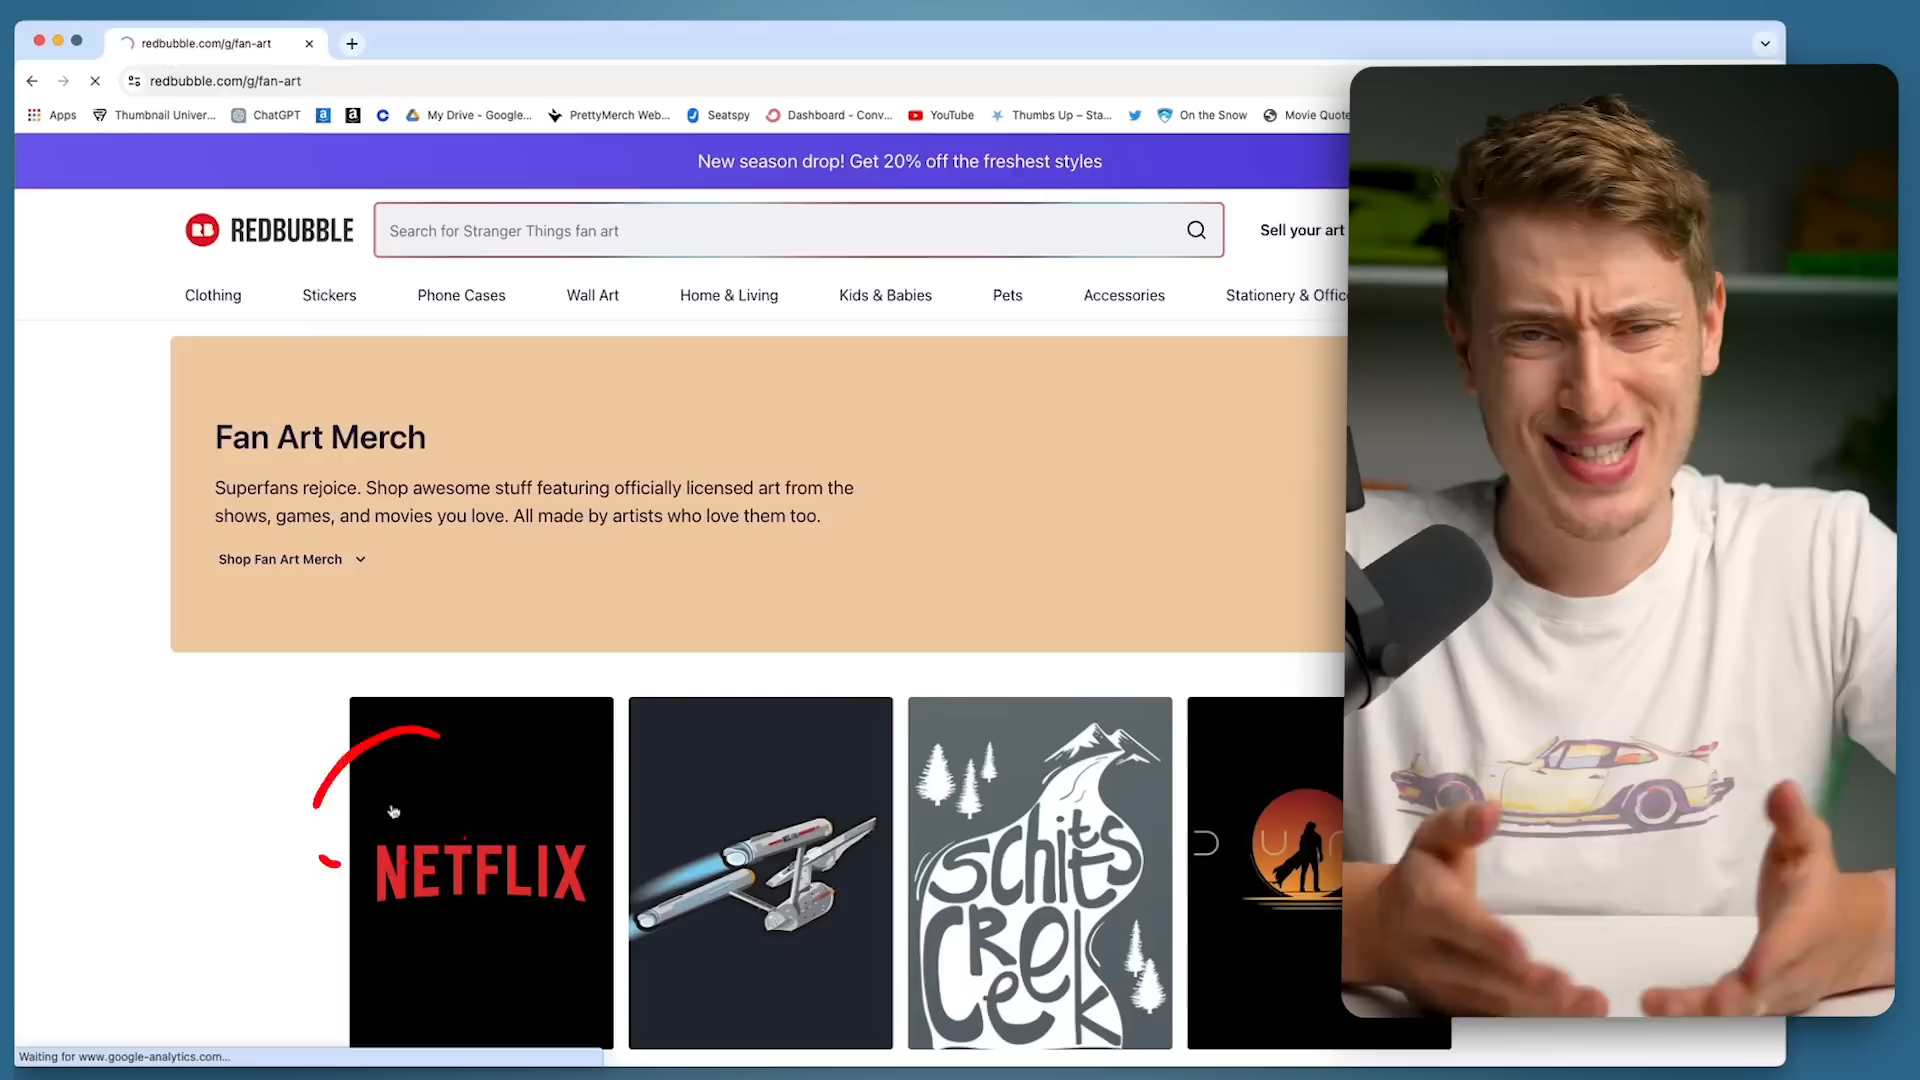 redbubble.com/g/fan-art
redbubble.com/g/fan-art
Apps
Thumbnail Univer...
ChatGPT
My Drive - Google...
PrettyMerch Web...
Seatspy
Dashboard - Conv...
YouTube
Thumbs Up – Sta...
On the Snow
Movie Quote
New season drop! Get 20% off the freshest styles
RB REDBUBBLE
Search for Stranger Things fan art
Sell your art
Clothing
Stickers
Phone Cases
Wall Art
Home & Living
Kids & Babies
Pets
Accessories
Stationery & Offic
Fan Art Merch
Superfans rejoice. Shop awesome stuff featuring officially licensed art from the
shows, games, and movies you love. All made by artists who love them too.
Shop Fan Art Merch
NETFLIX
Schitts
CReek
Waiting for www.google-analytics.com...